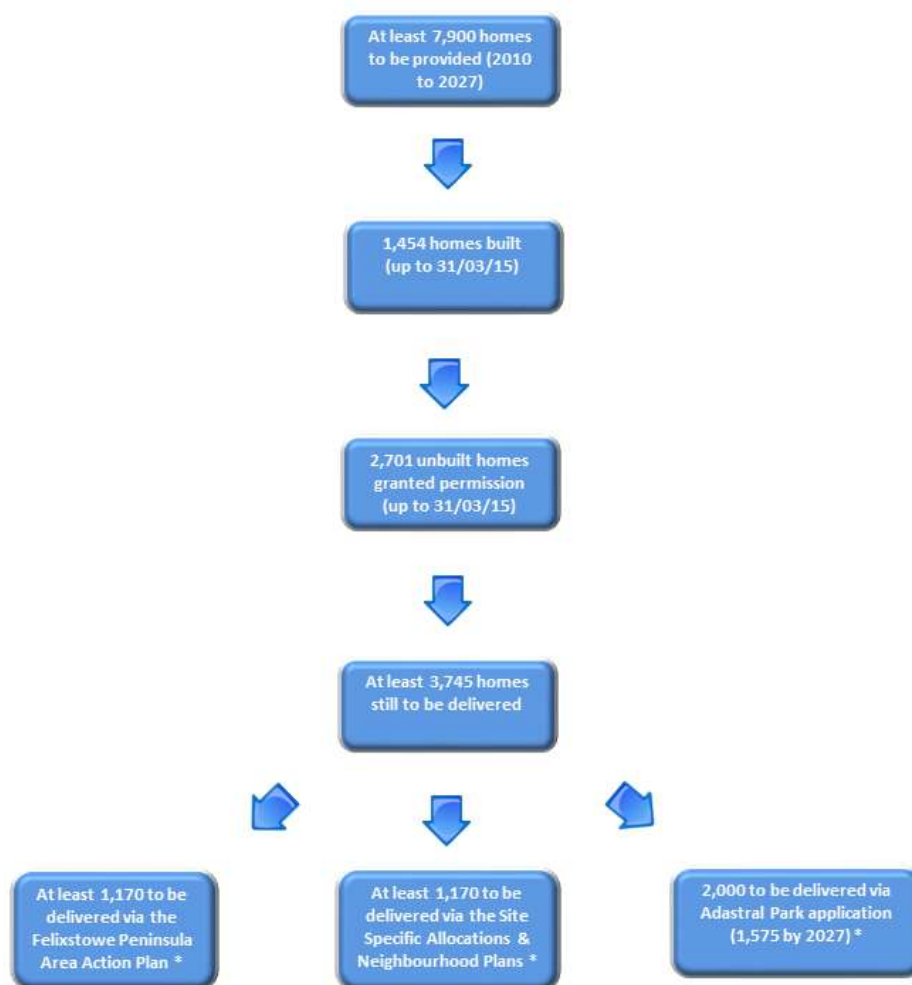 At least 7,900 homes
to be provided (2010
to 2027)
1,454 homes built
(up to 31/03/15)
2,701 unbuilt homes
granted permission
(up to 31/03/15)
At least 3,745 homes
still to be delivered
At least 1,170 to be
delivered via the
Felixstowe Peninsula
Area Action Plan *
At least 1,170 to be
delivered via the Site
Specific Allocations &
Neighbourhood Plans *
2,000 to be delivered via
Adastral Park application
(1,575 by 2027) *